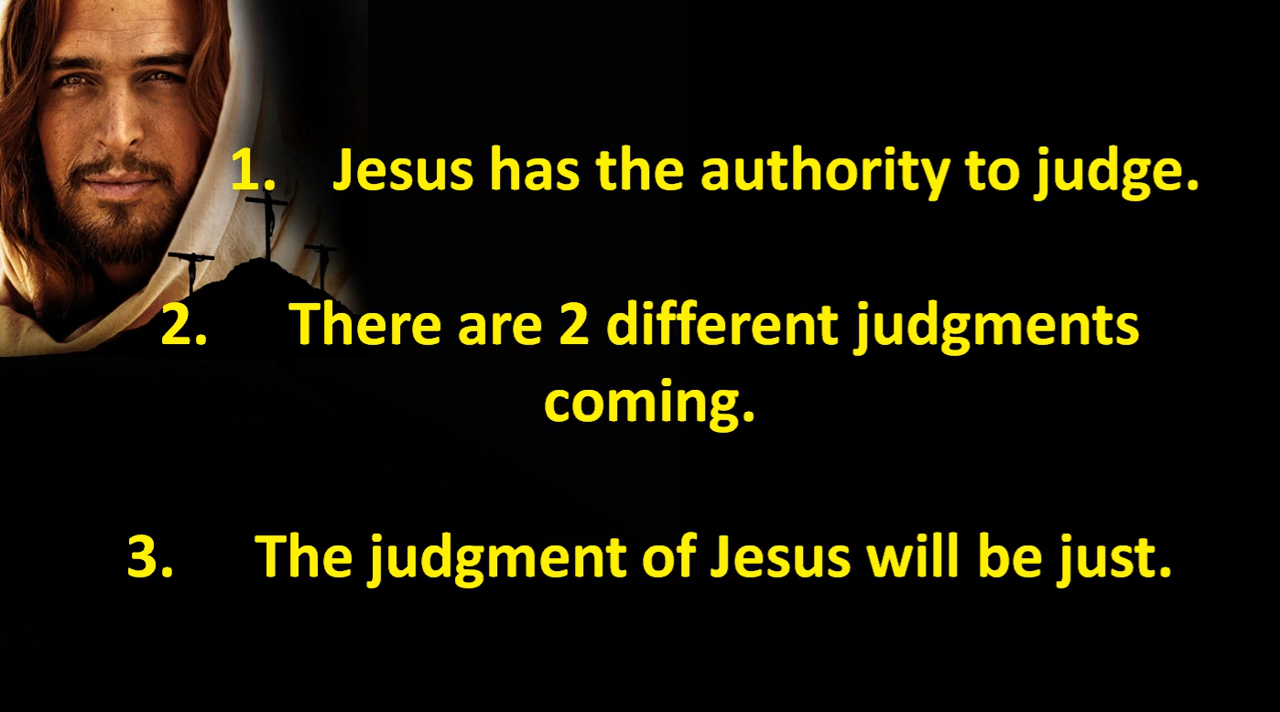 1. Jesus has the authority to judge.
2. There are 2 different judgments
coming.
3. The judgment of Jesus will be just.